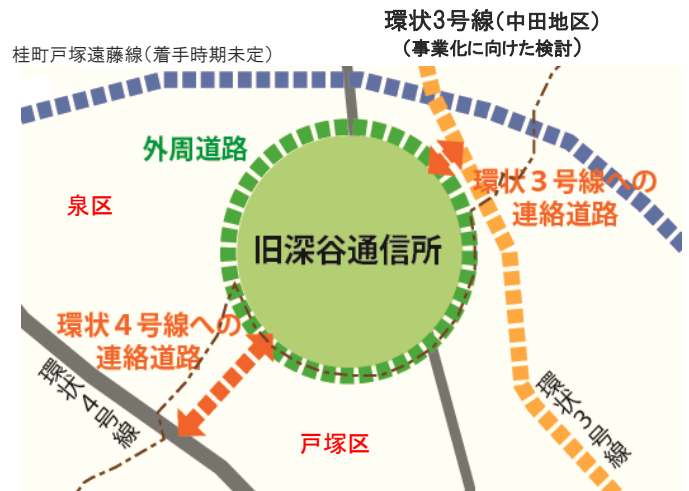 環状3号線(中田地区)
(事業化に向けた検討)
桂町戸塚遠藤線(着手時期未定)
外周道路
環状３号線への
連絡道路
泉区
旧深谷通信所
環状４号線への
連絡道路
環状４号線
環状３号線
戸塚区